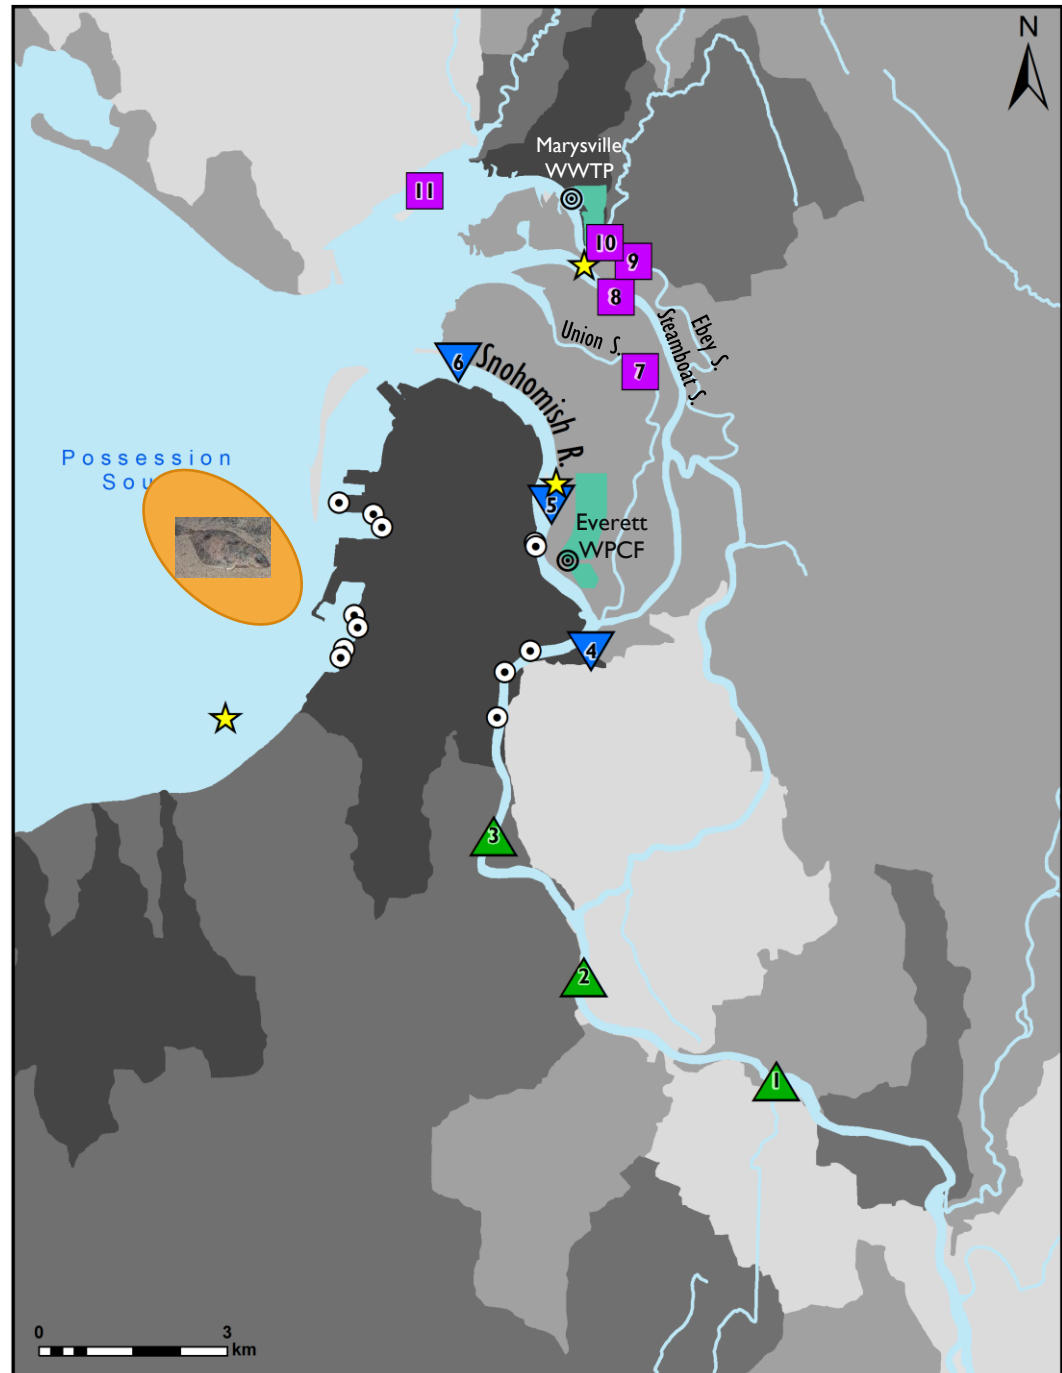 N
Marysville
WWTP
11
10
9
8
Ebey S.
Steamboat S.
Union S.
7
6
Snohomish R.
Possession
Sou
5
Everett
WPCF
4
3
2
1
0 3
km